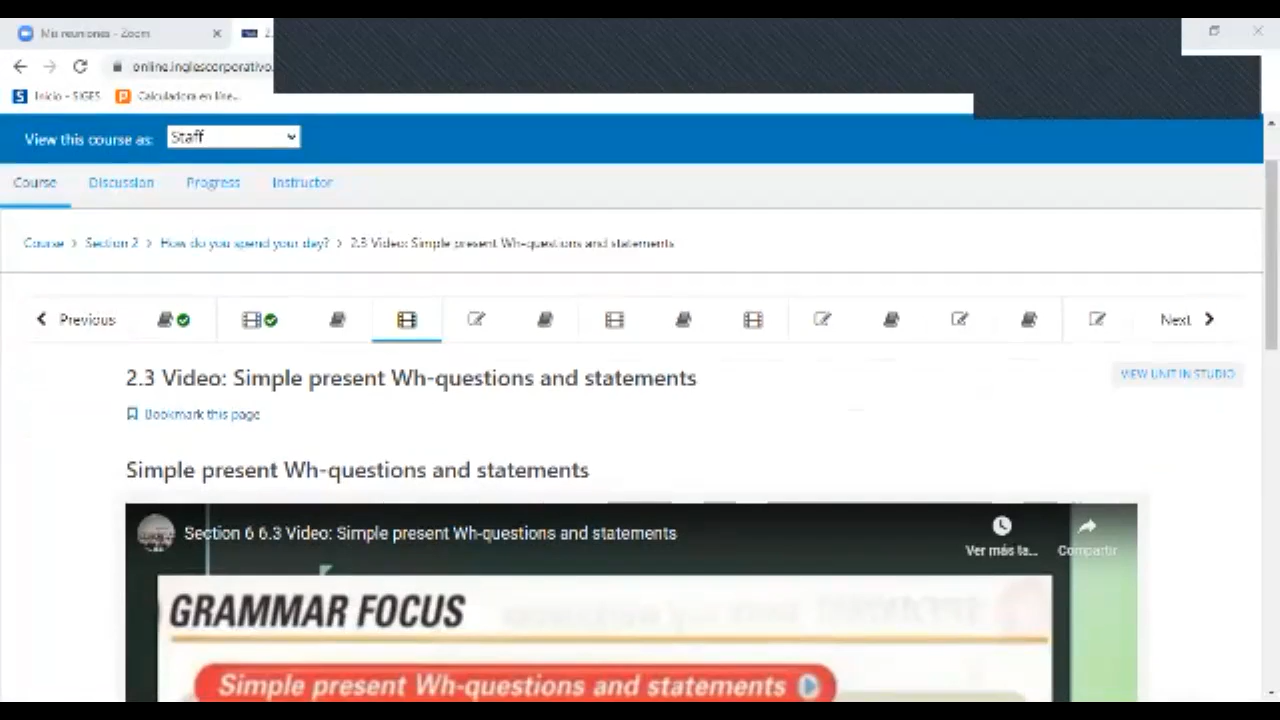 Mis reuniones - Zoom
2.
online.inglescorporativo.
Inicio - SIGES
Calculadora en líne...
View this course as:
Staff
Course
Discussion
Progress
Instructor
Course > Section 2 > How do you spend your day? > 2.3 Video: Simple present Wh-questions and statements
Previous
Next
2.3 Video: Simple present Wh-questions and statements
VIEW UNIT IN STUDIO
Bookmark this page
Simple present Wh-questions and statements
Section 6 6.3 Video: Simple present Wh-questions and statements
Ver más ta...
Compartir
GRAMMAR FOCUS
Simple present Wh-questions and statements